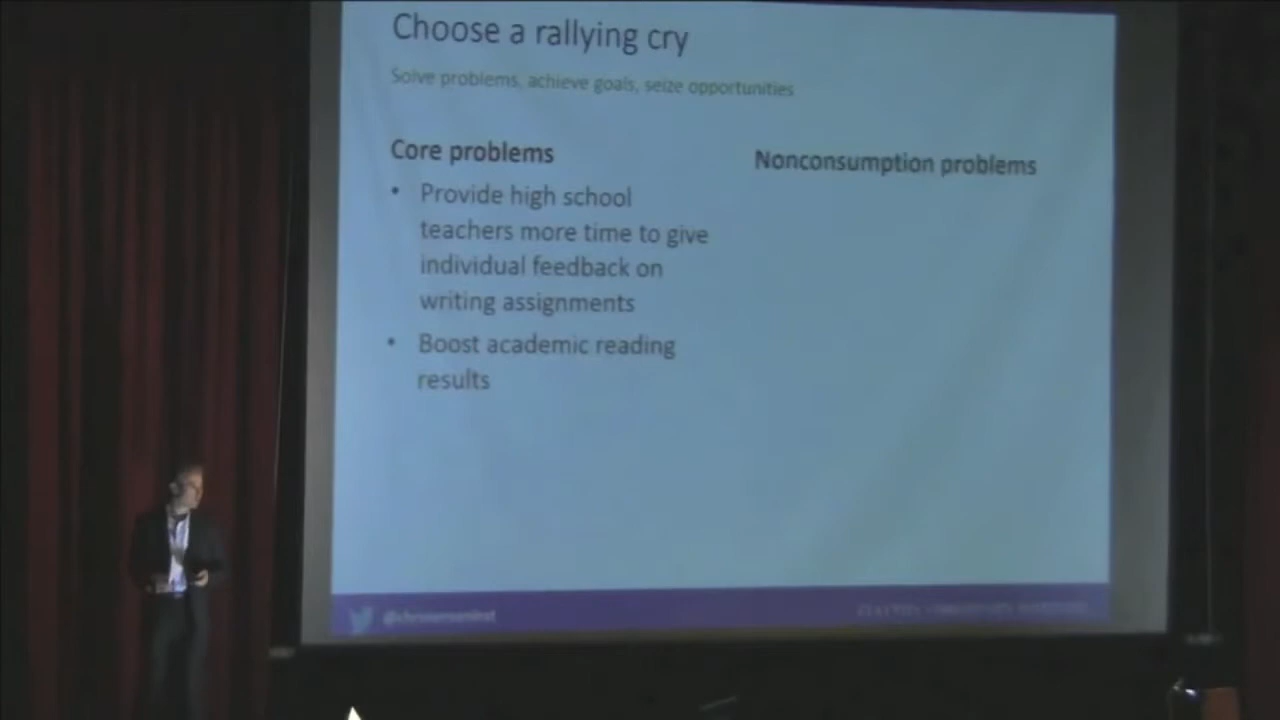 Choose a rallying cry
Solve problems, achieve goals, seize opportunities
Core problems
• Provide high school
teachers more time to give
individual feedback on
writing assignments
• Boost academic reading
results
Nonconsumption problems
@christenseninst